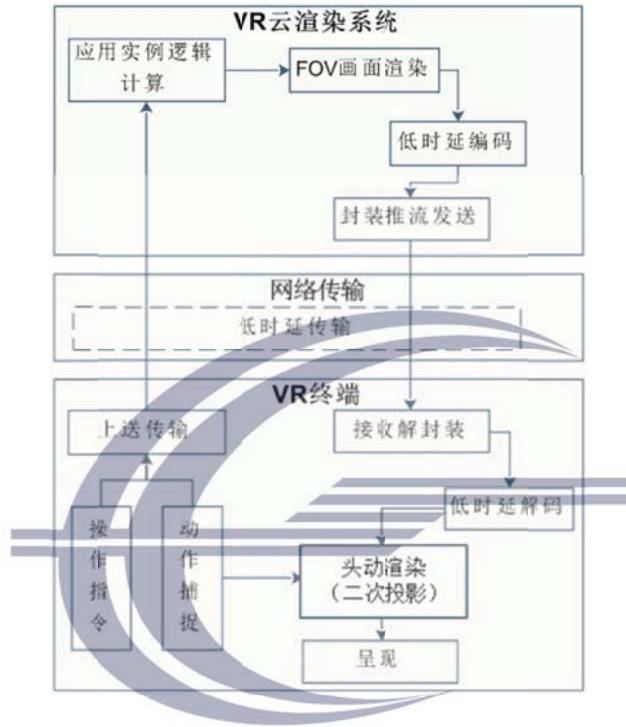 VR云渲染系统
应用实例逻辑
计算
FOV画面渲染
低时延编码
封装推流发送
网络传输
低时延传输
VR终端
上送传输
接收解封装
低时延解码
操作指令
动作捕捉
头动渲染
（二次投影）
呈现